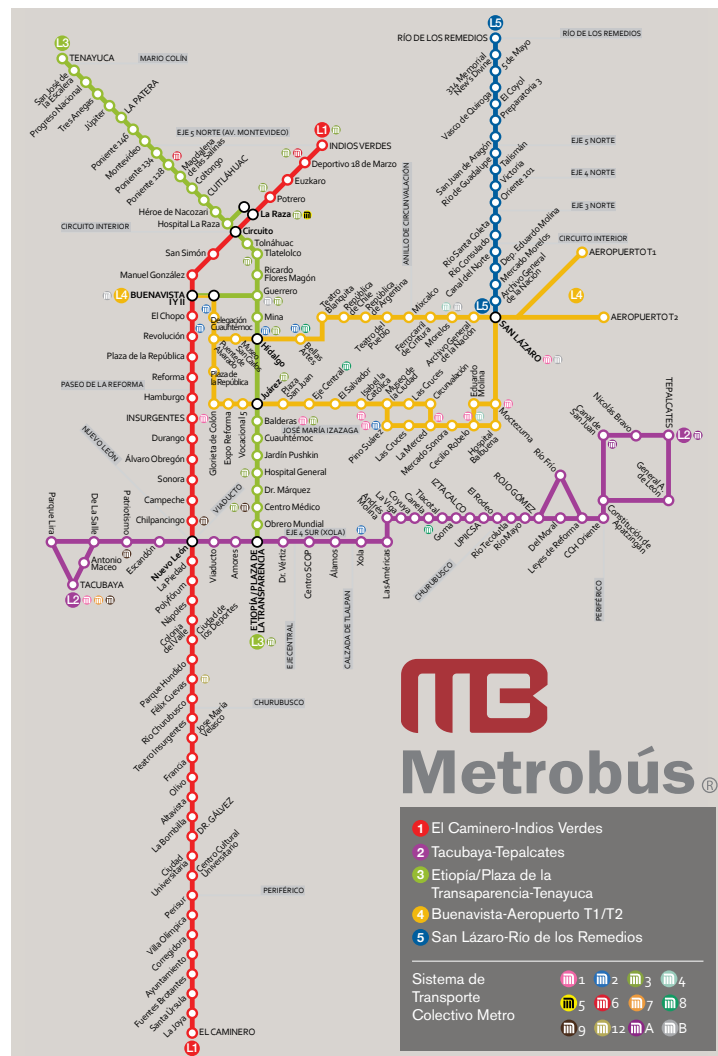 L3
TENAYUCA
MARIO COLÍN
San José de
la Escalera
Progreso Nacional
Tres Anegas
Júpiter
LA PATERA
Poniente 146
Montevideo
Poniente 134
Poniente 128
Magdalena
de las Salinas
Coltongo
CUITLÁHUAC
Héroe de Nacozari
Hospital La Raza
EJE 5 NORTE (AV. MONTEVIDEO)
L1
INDIOS VERDES
Deportivo 18 de Marzo
Euzkaro
Potrero
La Raza
CIRCUITO INTERIOR
Circuito
Tolnáhuac
Tlatelolco
San Simón
Manuel González
Ricardo
Flores Magón
Guerrero
L4
BUENAVISTA
I Y II
El Chopo
Delegación
Cuauhtémoc
Mina
Revolución
Puente de
Alvarado
Museo
San Carlos
Hidalgo
Bellas
Artes
Teatro
Blanquita
República
de Chile
República
de Argentina
Teatro del
Pueblo
Mixcalco
Ferrocarril
de Cintura
Morelos
Archivo General
de la Nación
Plaza de la República
Plaza de la
República
Reforma
PASEO DE LA REFORMA
Hamburgo
Juárez
Plaza
San Juan
Eje Central
El Salvador
Isabel la
Católica
Museo de
la Ciudad
Pino Suárez
Las Cruces
Las Cruces
La Merced
Circunvalación
Mercado Sonora
Cecilio Robelo
Eduardo
Molina
Hospital
Balbuena
Moctezuma
INSURGENTES
Glorieta de Colón
Expo Reforma
Vocacional 5
Balderas
JOSÉ MARÍA IZAZAGA
Cuauhtémoc
Durango
NUEVO LEÓN
Álvaro Obregón
Jardín Pushkin
Sonora
Hospital General
Campeche
Dr. Márquez
VIADUCTO
Chilpancingo
Centro Médico
Obrero Mundial
EJE 4 SUR (XOLA)
L5
RÍO DE LOS REMEDIOS
RÍO DE LOS REMEDIOS
314 Memorial
New's Divine
5 de Mayo
Vasco de Quiroga
El Coyol
Preparatoria 3
EJE 5 NORTE
San Juan de Aragón
Río de Guadalupe
Talismán
Victoria
Oriente 101
EJE 4 NORTE
EJE 3 NORTE
ANILLO DE CIRCUNVALACIÓN
Río Santa Coleta
Río Consulado
Canal del Norte
Dep. Eduardo Molina
Mercado Morelos
Archivo General
de la Nación
CIRCUITO INTERIOR
L5
SAN LÁZARO
AEROPUERTO T1
L4
AEROPUERTO T2
Parque Lira
De La Salle
Patriotismo
Antonio
Maceo
TACUBAYA
L2
Escandón
Nuevo León
Viaducto
Amores
ETIOPÍA/PLAZA DE
LA TRANSPARENCIA
L3
Dr. Vértiz
Centro SCOP
Álamos
Xola
Las Américas
EJE CENTRAL
CALZADA DE TLALPAN
Andrés
Molina
La Viga
Coyuya
Canela
Tlacotal
Goma
IZTACALCO
UPIICSA
El Rodeo
Río Tecolutla
Río Mayo
ROJO GÓMEZ
Río Frío
Del Moral
Leyes de Reforma
CCH Oriente
Constitución de
Apatzingán
Canal de
San Juan
Nicolás Bravo
General A.
de León
TEPALCATES
L2
CHURUBUSCO
PERIFÉRICO
La Piedad
Polyfórum
Nápoles
Colonia
del Valle
Ciudad de
los Deportes
Parque Hundido
Félix Cuevas
Río Churubusco
CHURUBUSCO
Teatro Insurgentes
Jose María
Velasco
Francia
Olivo
Altavista
La Bombilla
DR. GÁLVEZ
Ciudad
Universitaria
Centro Cultural
Universitario
PERIFÉRICO
Perisur
Villa Olímpica
Corregidora
Ayuntamiento
Fuentes Brotantes
Santa Úrsula
La Joya
EL CAMINERO
L1
MB
Metrobús®
1 El Caminero-Indios Verdes
2 Tacubaya-Tepalcates
3 Etiopía/Plaza de la
Transparencia-Tenayuca
4 Buenavista-Aeropuerto T1/T2
5 San Lázaro-Río de los Remedios
Sistema de
Transporte
Colectivo Metro
1 2 3 4
5 6 7 8
9 12 A B